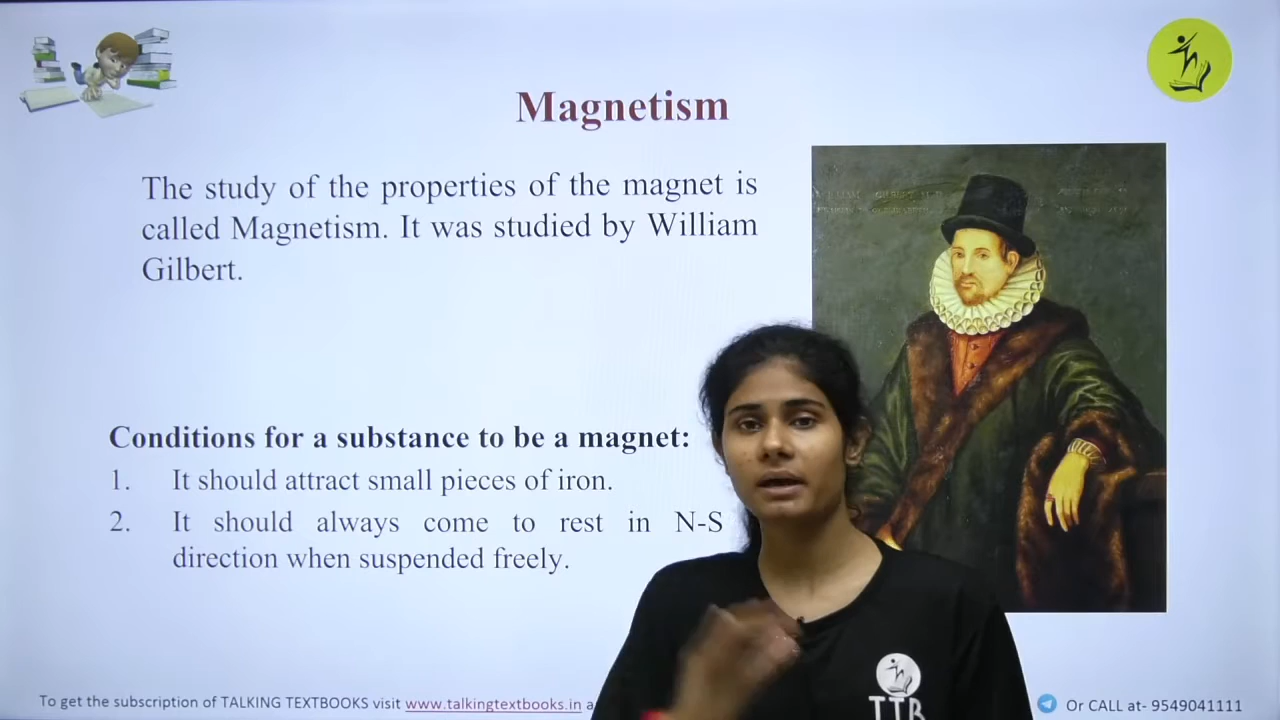 Magnetism
The study of the properties of the magnet is
called Magnetism. It was studied by William
Gilbert.
Conditions for a substance to be a magnet:
1. It should attract small pieces of iron.
2. It should always come to rest in N-S
direction when suspended freely.
To get the subscription of TALKING TEXTBOOKS visit www.talkingtextbooks.in
Or CALL at- 9549041111
TTB